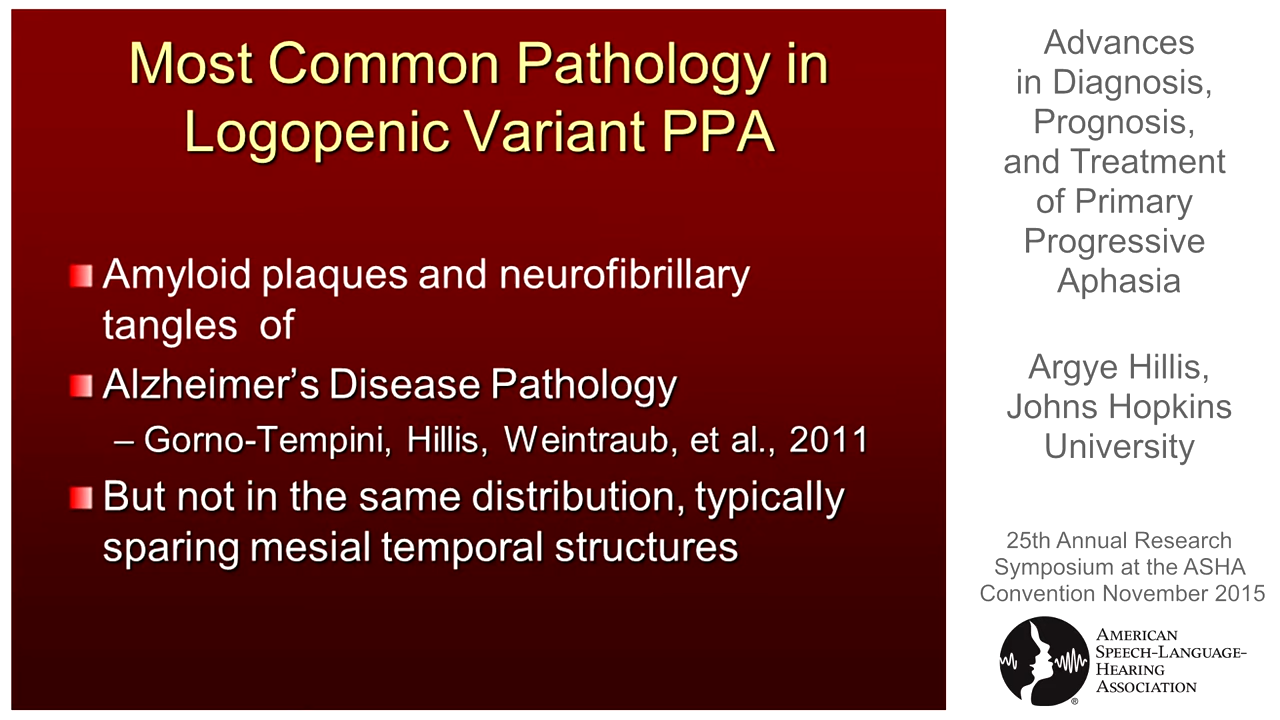 Most Common Pathology in
Logopenic Variant PPA
Amyloid plaques and neurofibrillary
tangles of
Alzheimer's Disease Pathology
– Gorno-Tempini, Hillis, Weintraub, et al., 2011
But not in the same distribution, typically
sparing mesial temporal structures
Advances
in Diagnosis,
Prognosis,
and Treatment
of Primary
Progressive
Aphasia
Argye Hillis,
Johns Hopkins
University
25th Annual Research
Symposium at the ASHA
Convention November 2015
American
Speech-Language-
Hearing
Association
®